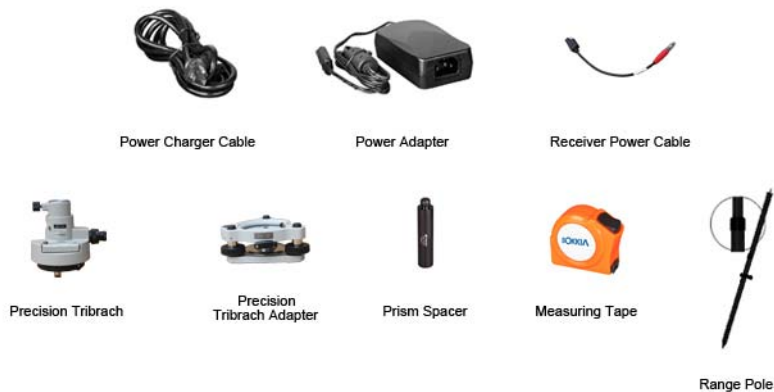 Power Charger Cable
Power Adapter
Receiver Power Cable
SOKKIA
Precision Tribrach
Precision
Tribrach Adapter
Prism Spacer
Measuring Tape
Range Pole